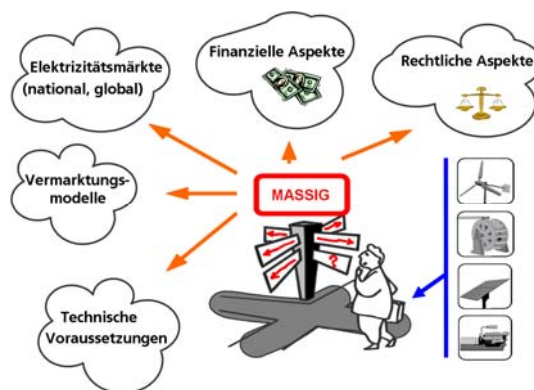 Elektrizitätsmärkte
(national, global)
Finanzielle Aspekte
Rechtliche Aspekte
Vermarktungs-
modelle
MASSIG
?
Technische
Voraussetzungen